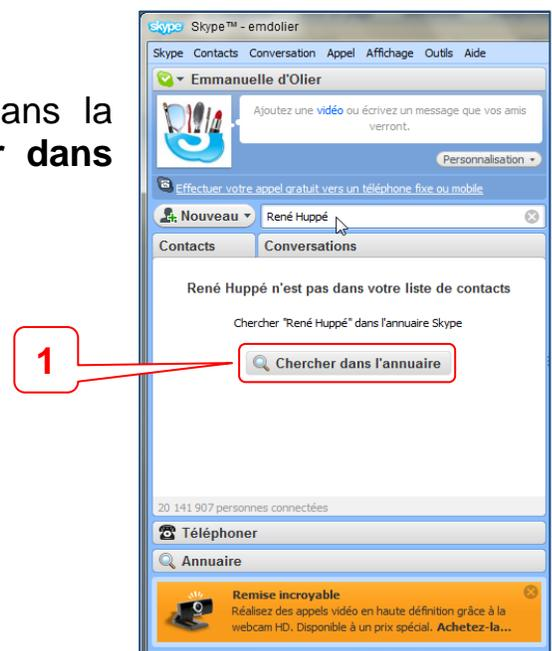 Skype™ - emdolier
Skype Contacts Conversation Appel Affichage Outils Aide
Emmanuelle d'Olier
Ajoutez une vidéo ou écrivez un message que vos amis
verront.
Personnalisation
Effectuer votre appel gratuit vers un téléphone fixe ou mobile
ans la
r dans
Nouveau
René Huppé
Contacts Conversations
René Huppé n'est pas dans votre liste de contacts
Chercher "René Huppé" dans l'annuaire Skype
1
Chercher dans l'annuaire
20 141 907 personnes connectées
Téléphoner
Annuaire
Remise incroyable
Réalisez des appels vidéo en haute définition grâce à la
webcam HD. Disponible à un prix spécial. Achetez-la...